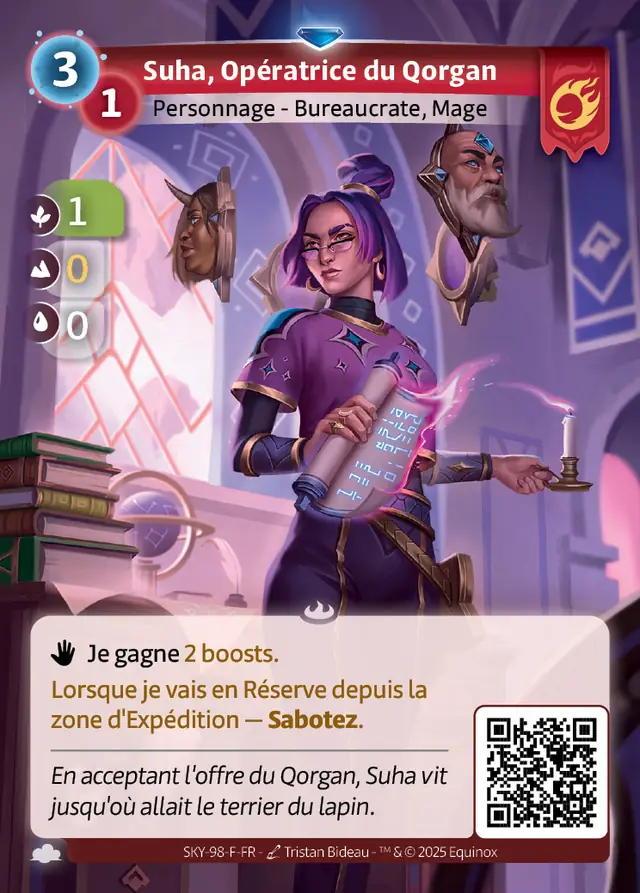 3
Suha, Opératrice du Qorgan
1
Personnage - Bureaucrate, Mage
1
0
0
Je gagne 2 boosts.
Lorsque je vais en Réserve depuis la
zone d'Expédition — Sabotez.
En acceptant l'offre du Qorgan, Suha vit
jusqu'où allait le terrier du lapin.
SKY-98-F-FR - Tristan Bideau - ™ & © 2025 Equinox